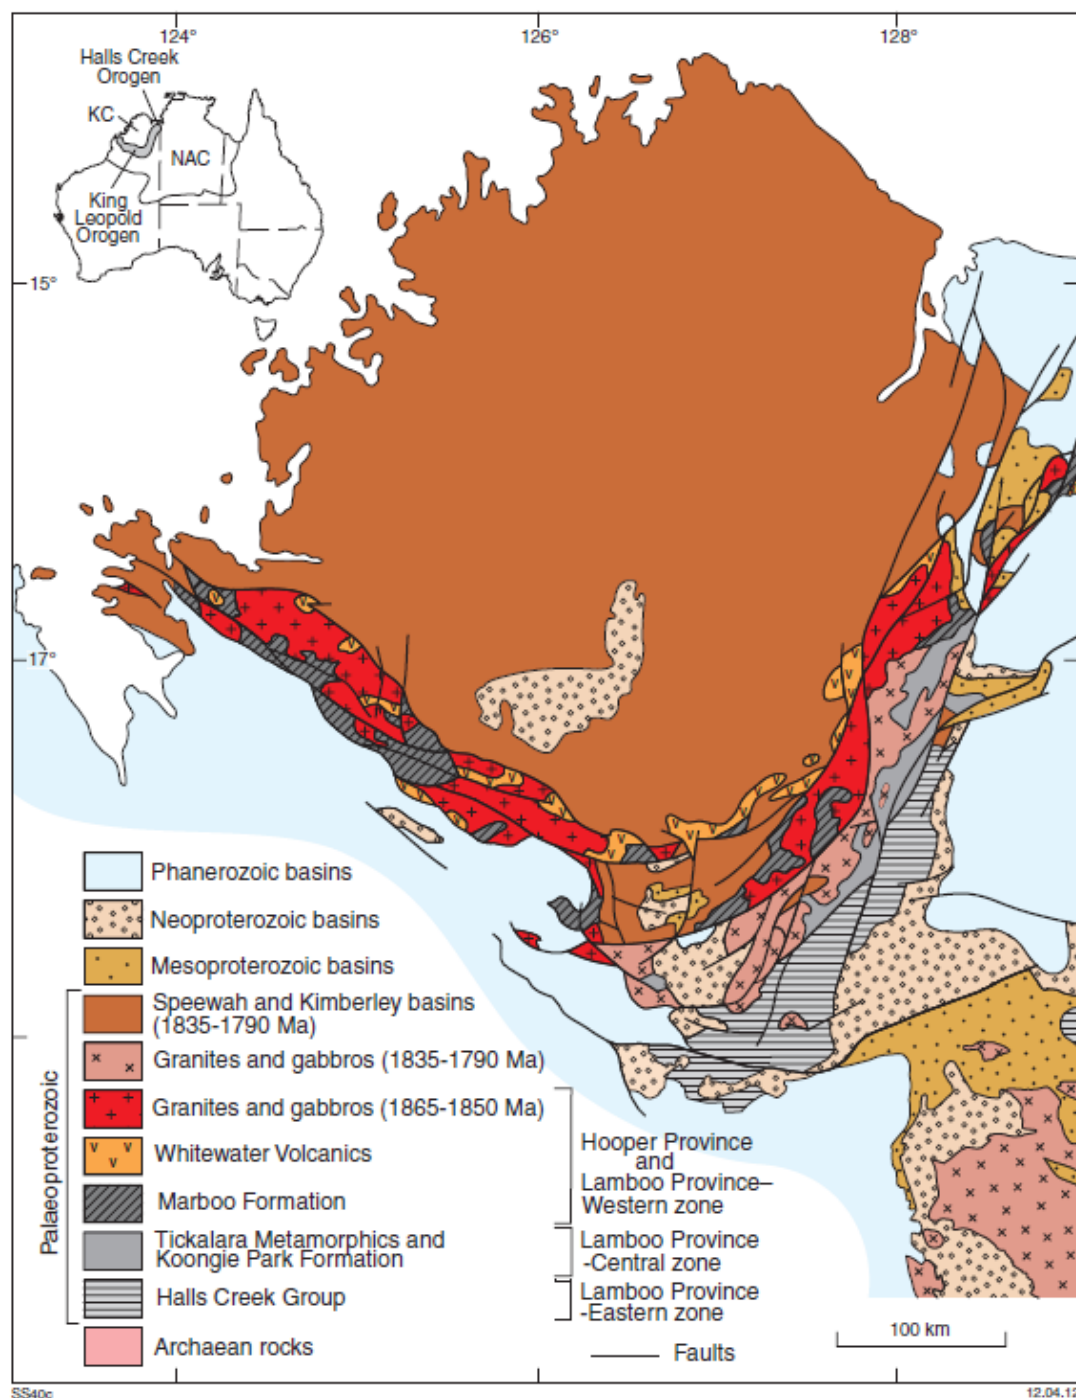 124°
126°
128°
Halls Creek
Orogen
KC
NAC
King
Leopold
Orogen
15°
17°
Phanerozoic basins
Neoproterozoic basins
Mesoproterozoic basins
Palaeoproterozoic
Speewah and Kimberley basins
(1835-1790 Ma)
Granites and gabbros (1835-1790 Ma)
Granites and gabbros (1865-1850 Ma)
Whitewater Volcanics
Marboo Formation
Hooper Province
and
Lamboo Province–
Western zone
Tickalara Metamorphics and
Koongie Park Formation
Lamboo Province
-Central zone
Halls Creek Group
Lamboo Province
-Eastern zone
Archaean rocks
Faults
100 km
SS40c
12.04.12